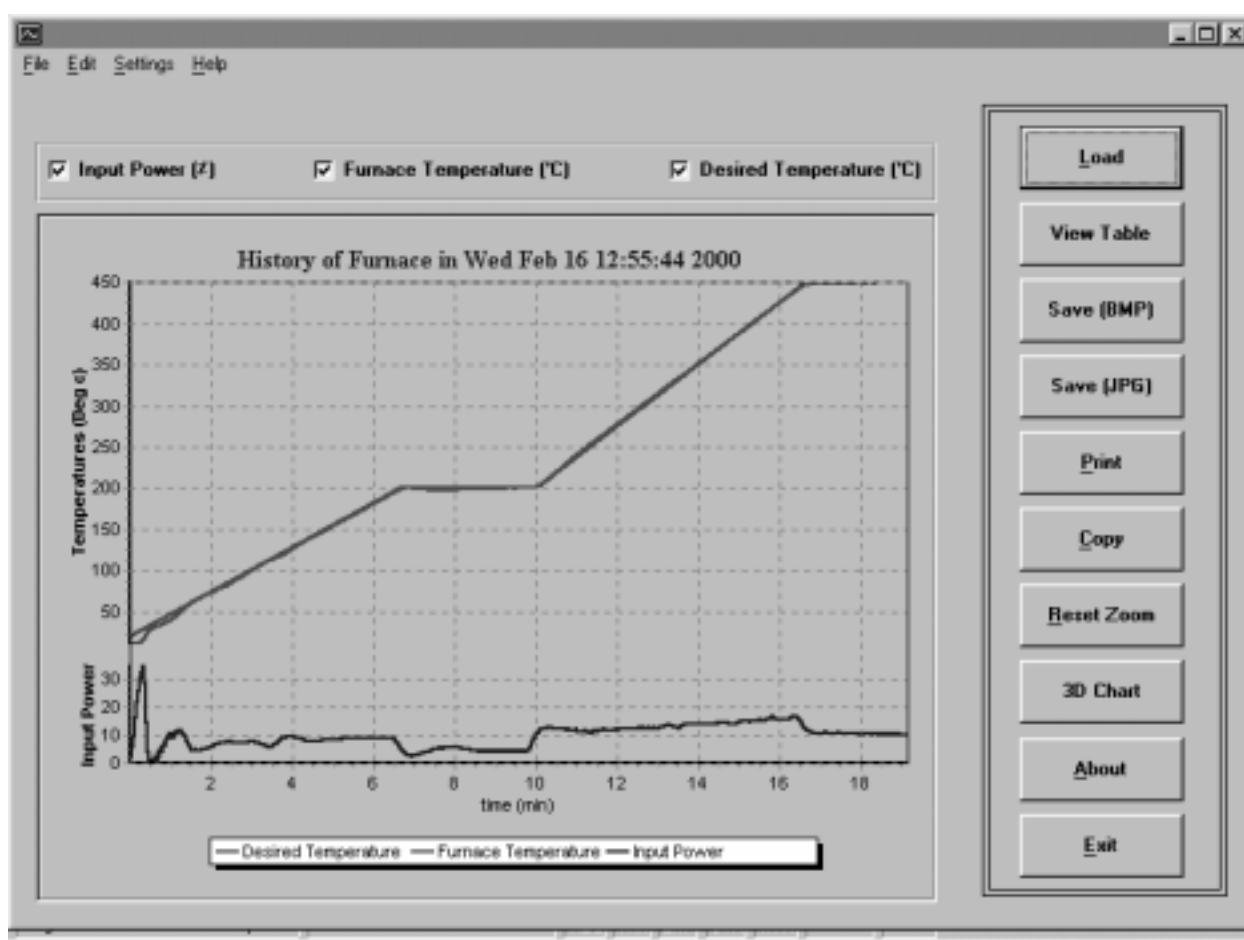 File Edit Settings Help
Input Power (%) Furnace Temperature (°C) Desired Temperature (°C)
History of Furnace in Wed Feb 16 12:55:44 2000
Temperatures (Deg c)
450
400
350
300
250
200
150
100
50
Input Power
30
20
10
0
2 4 6 8 10 12 14 16 18
time (min)
Desired Temperature Furnace Temperature Input Power
Load
View Table
Save (BMP)
Save (JPG)
Print
Copy
Reset Zoom
3D Chart
About
Exit